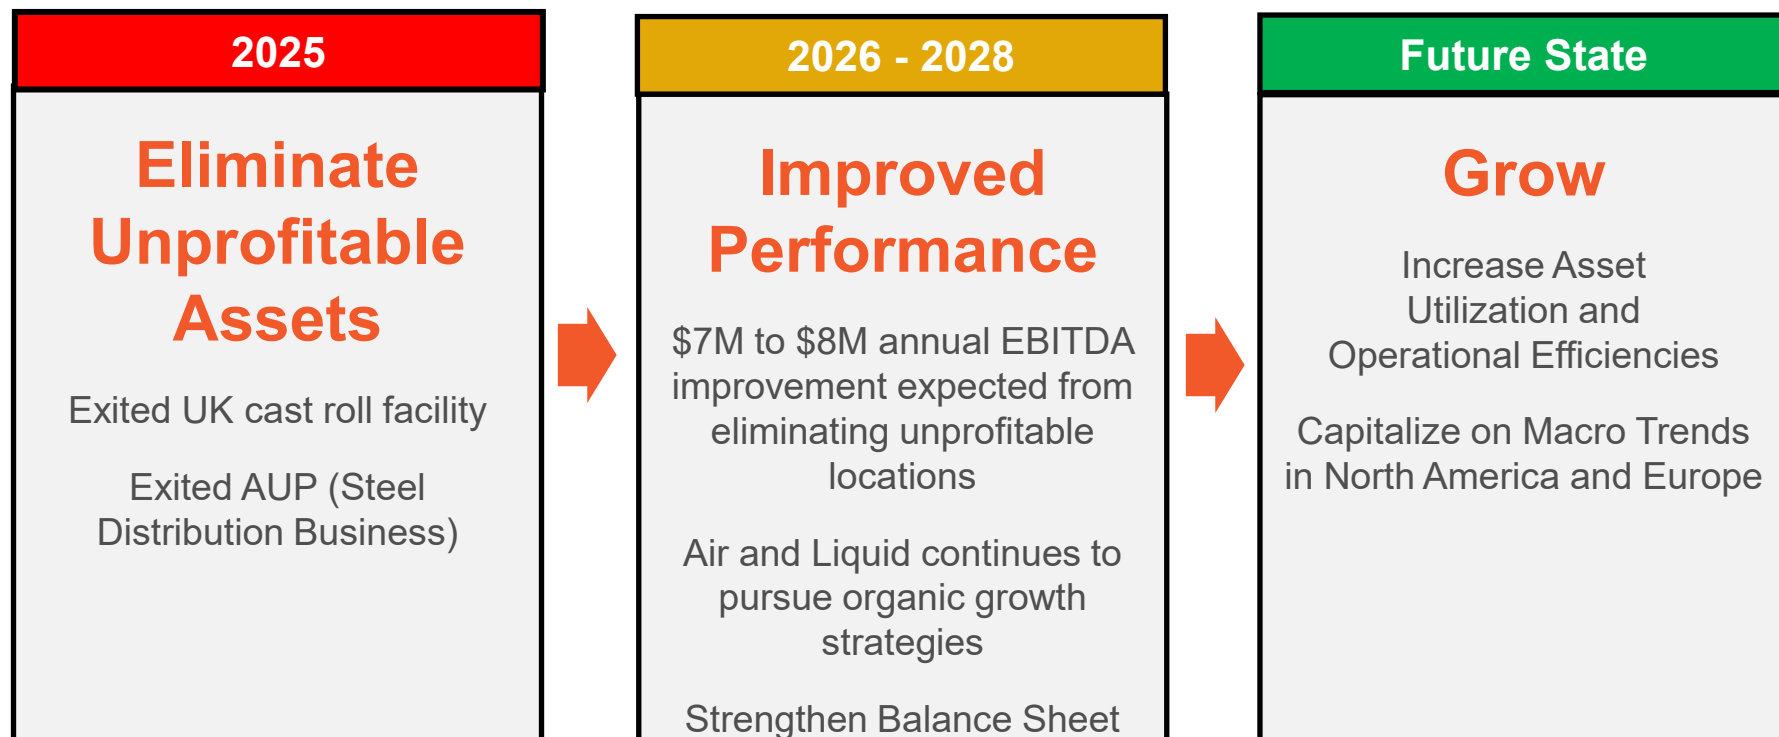 2025
Eliminate
Unprofitable
Assets
Exited UK cast roll facility
Exited AUP (Steel
Distribution Business)
2026 - 2028
Improved
Performance
$7M to $8M annual EBITDA
improvement expected from
eliminating unprofitable
locations
Air and Liquid continues to
pursue organic growth
strategies
Strengthen Balance Sheet
Future State
Grow
Increase Asset
Utilization and
Operational Efficiencies
Capitalize on Macro Trends
in North America and Europe